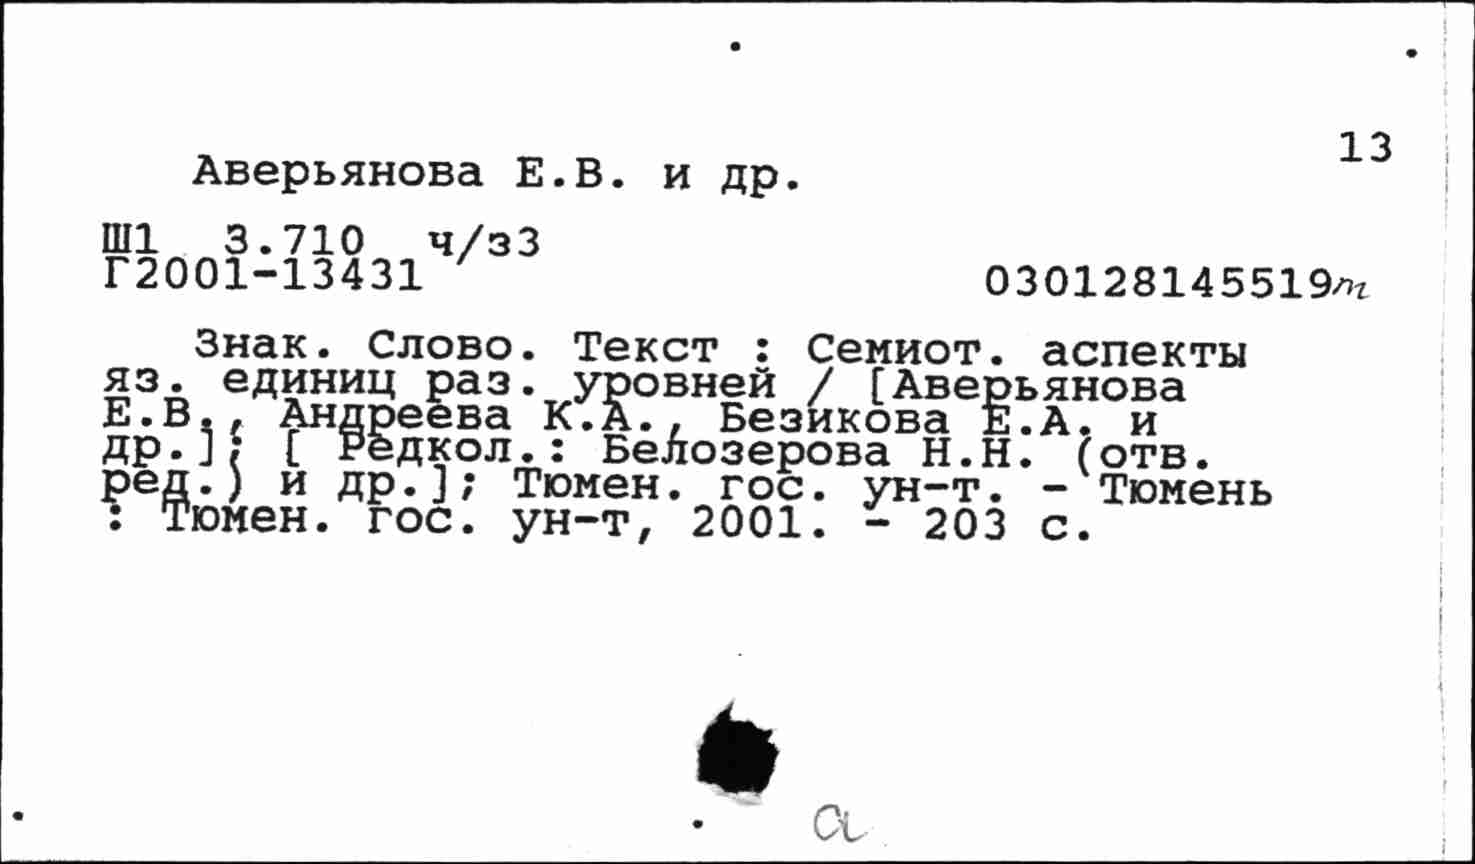 13
Аверьянова Е.В. и др.
Ш1 3.710 ч/з3
Г2001-13431
030128145519т
Знак. Слово. Текст : Семиот. аспекты
яз. единиц раз. уровней / [Аверьянова
Е.В., Андреева К.А., Безикова Е.А. и
др.]; [ Редкол.: Белозерова Н.Н. (отв.
ред.) и др.]; Тюмен. гос. ун-т. - Тюмень
: Тюмен. гос. ун-т, 2001. - 203 с.
а